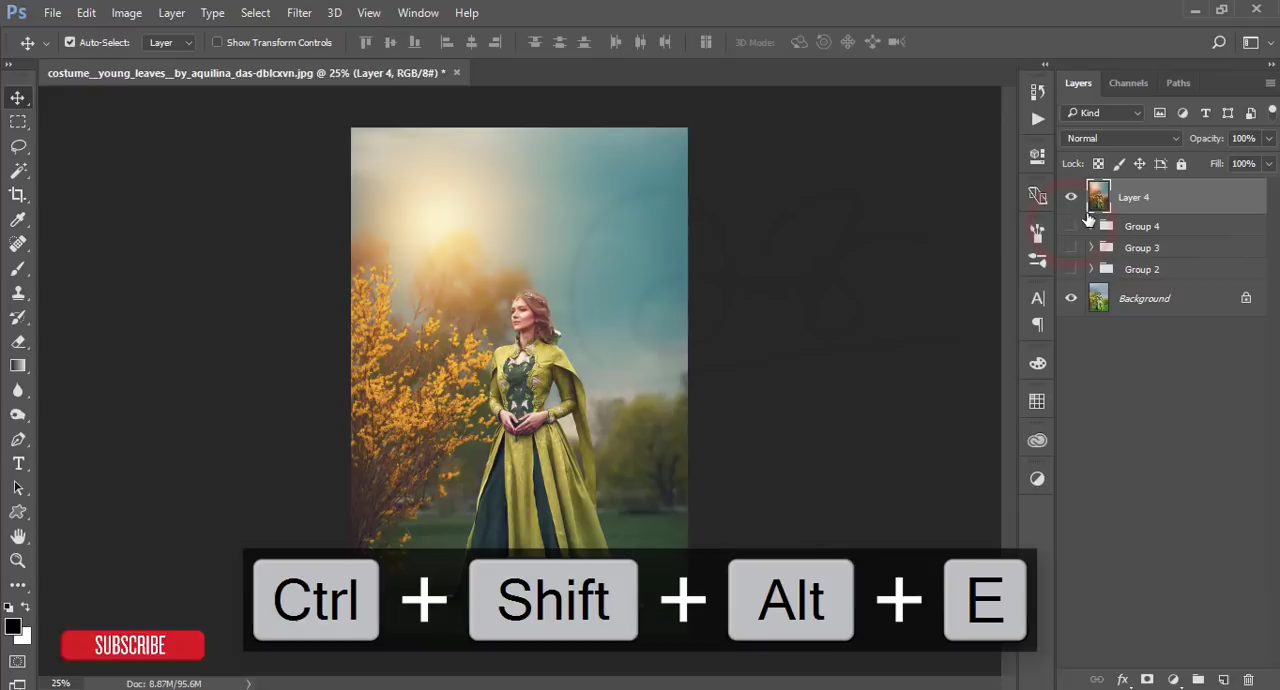 Ps File Edit Image Layer Type Select Filter 3D View Window Help
Auto-Select: Layer Show Transform Controls 3D Mode:
costume__young_leaves__by_aquilina_das-dblcxvn.jpg @ 25% (Layer 4, RGB/8#) * ×
Layers Channels Paths
Kind
Normal Opacity: 100%
Lock: Fill: 100%
Layer 4
Group 4
Group 3
Group 2
Background
Ctrl + Shift + Alt + E
SUBSCRIBE
25% Doc: 8.87M/95.6M